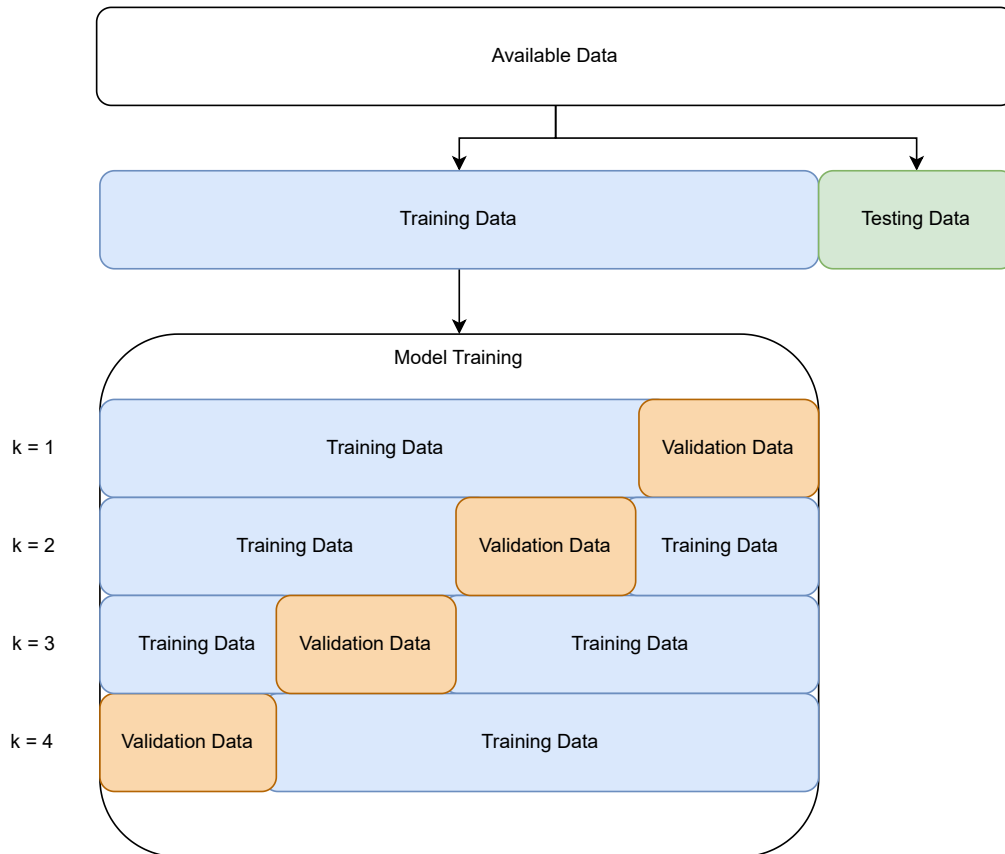 Available Data
Training Data
Testing Data
Model Training
k = 1
Training Data
Validation Data
k = 2
Training Data
Validation Data
Training Data
k = 3
Training Data
Validation Data
Training Data
k = 4
Validation Data
Training Data